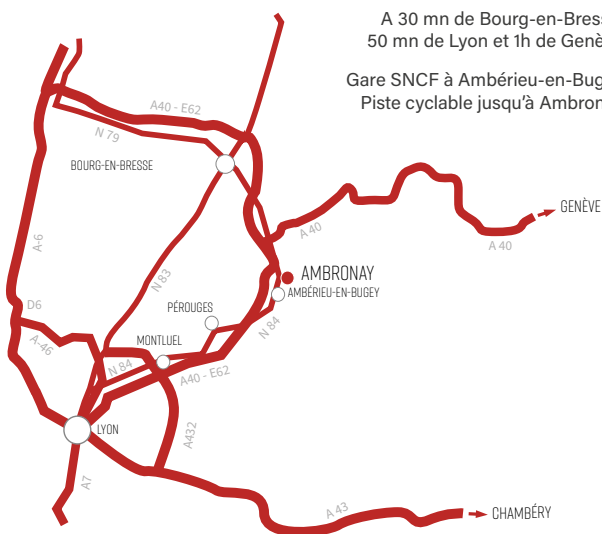 A 30 mn de Bourg-en-Bress
50 mn de Lyon et 1h de Genè
Gare SNCF à Ambérieu-en-Bug
Piste cyclable jusqu'à Ambron
A40 - E62
N 79
BOURG-EN-BRESSE
GENÈVE
A 40
A 40
A-6
N 83
AMBRONAY
AMBÉRIEU-EN-BUGEY
D6
PÉROUGES
N 84
A-46
MONTLUEL
N 84
A40 - E62
LYON
A432
A7
A 43
CHAMBÉRY